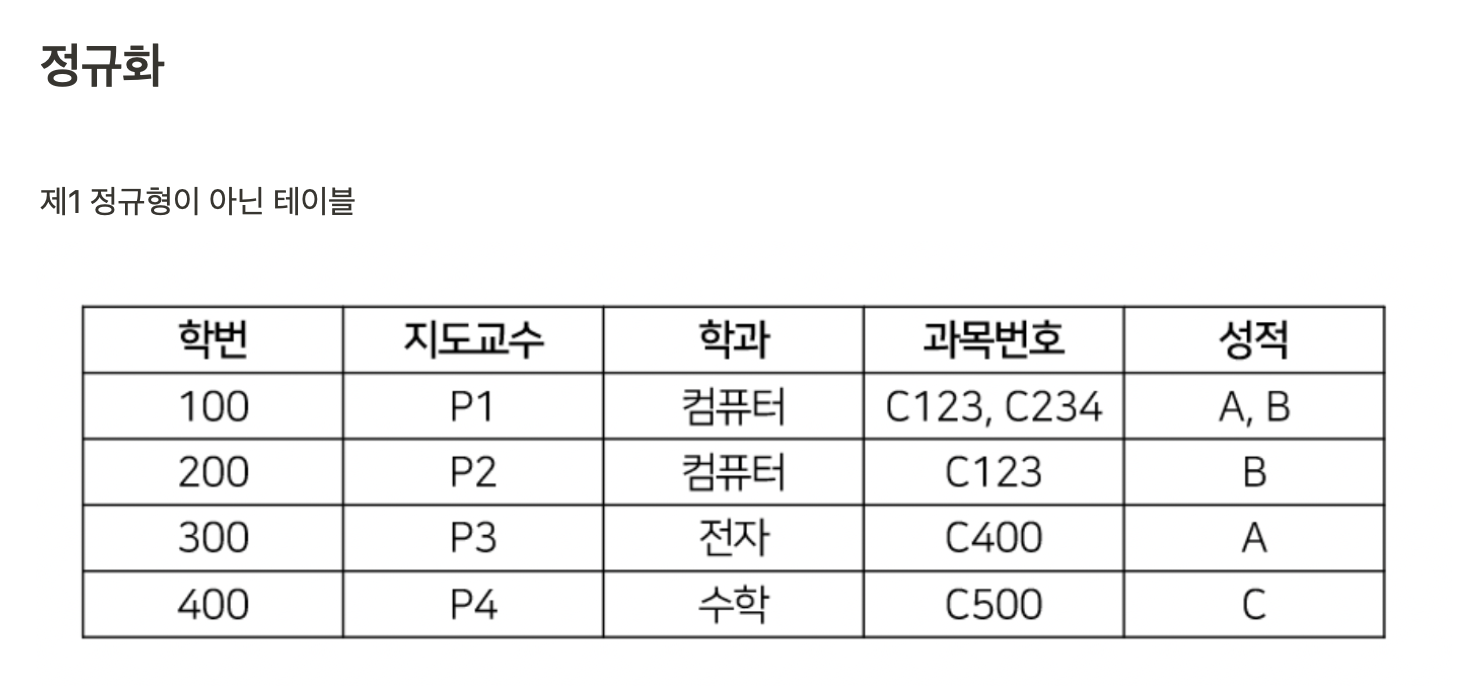 정규화
제1 정규형이 아닌 테이블
학번 지도교수 학과 과목번호 성적
100 P1 컴퓨터 C123, C234 A, B
200 P2 컴퓨터 C123 B
300 P3 전자 C400 A
400 P4 수학 C500 C